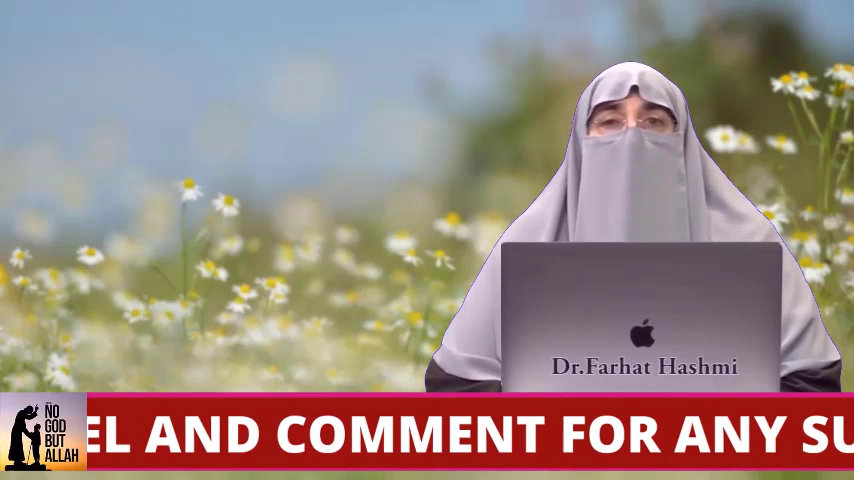 Dr.Farhat Hashmi
EL AND COMMENT FOR ANY SU
NO
GOD
BUT
ALLAH